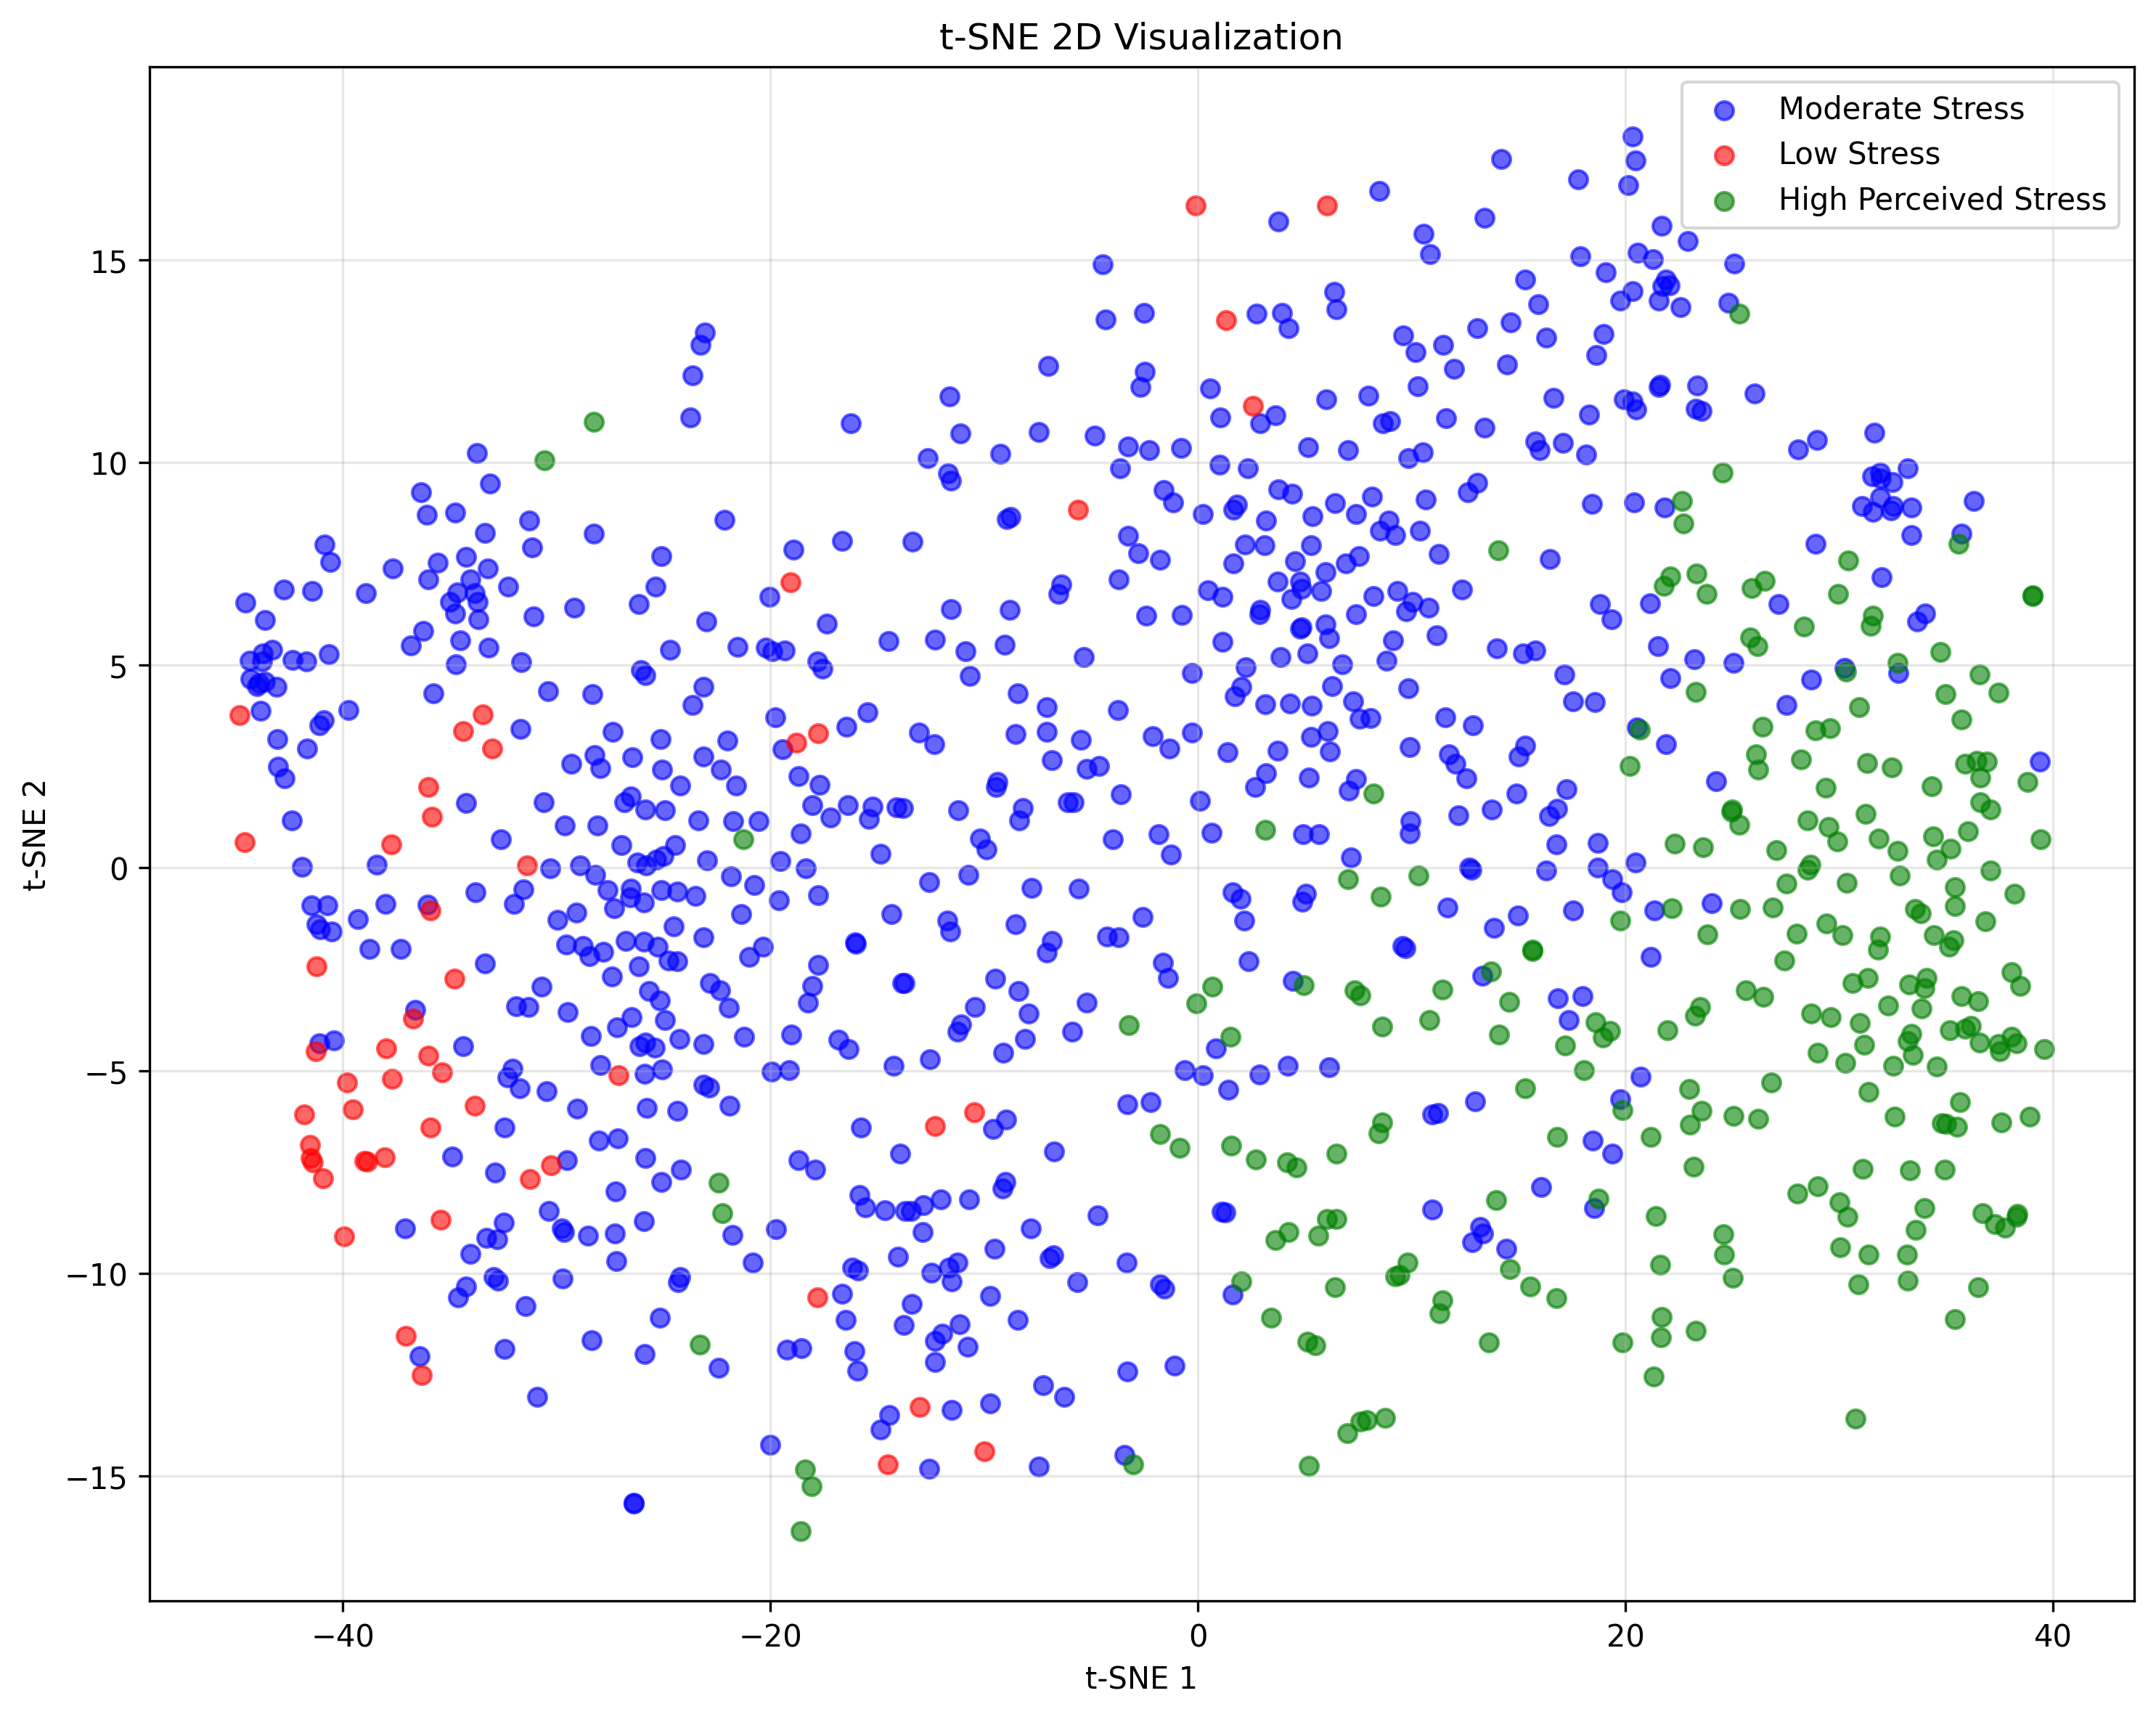 t-SNE 2D Visualization
Moderate Stress
Low Stress
High Perceived Stress
15
10
5
0
−5
−10
−15
t-SNE 2
−40
−20
0
20
40
t-SNE 1